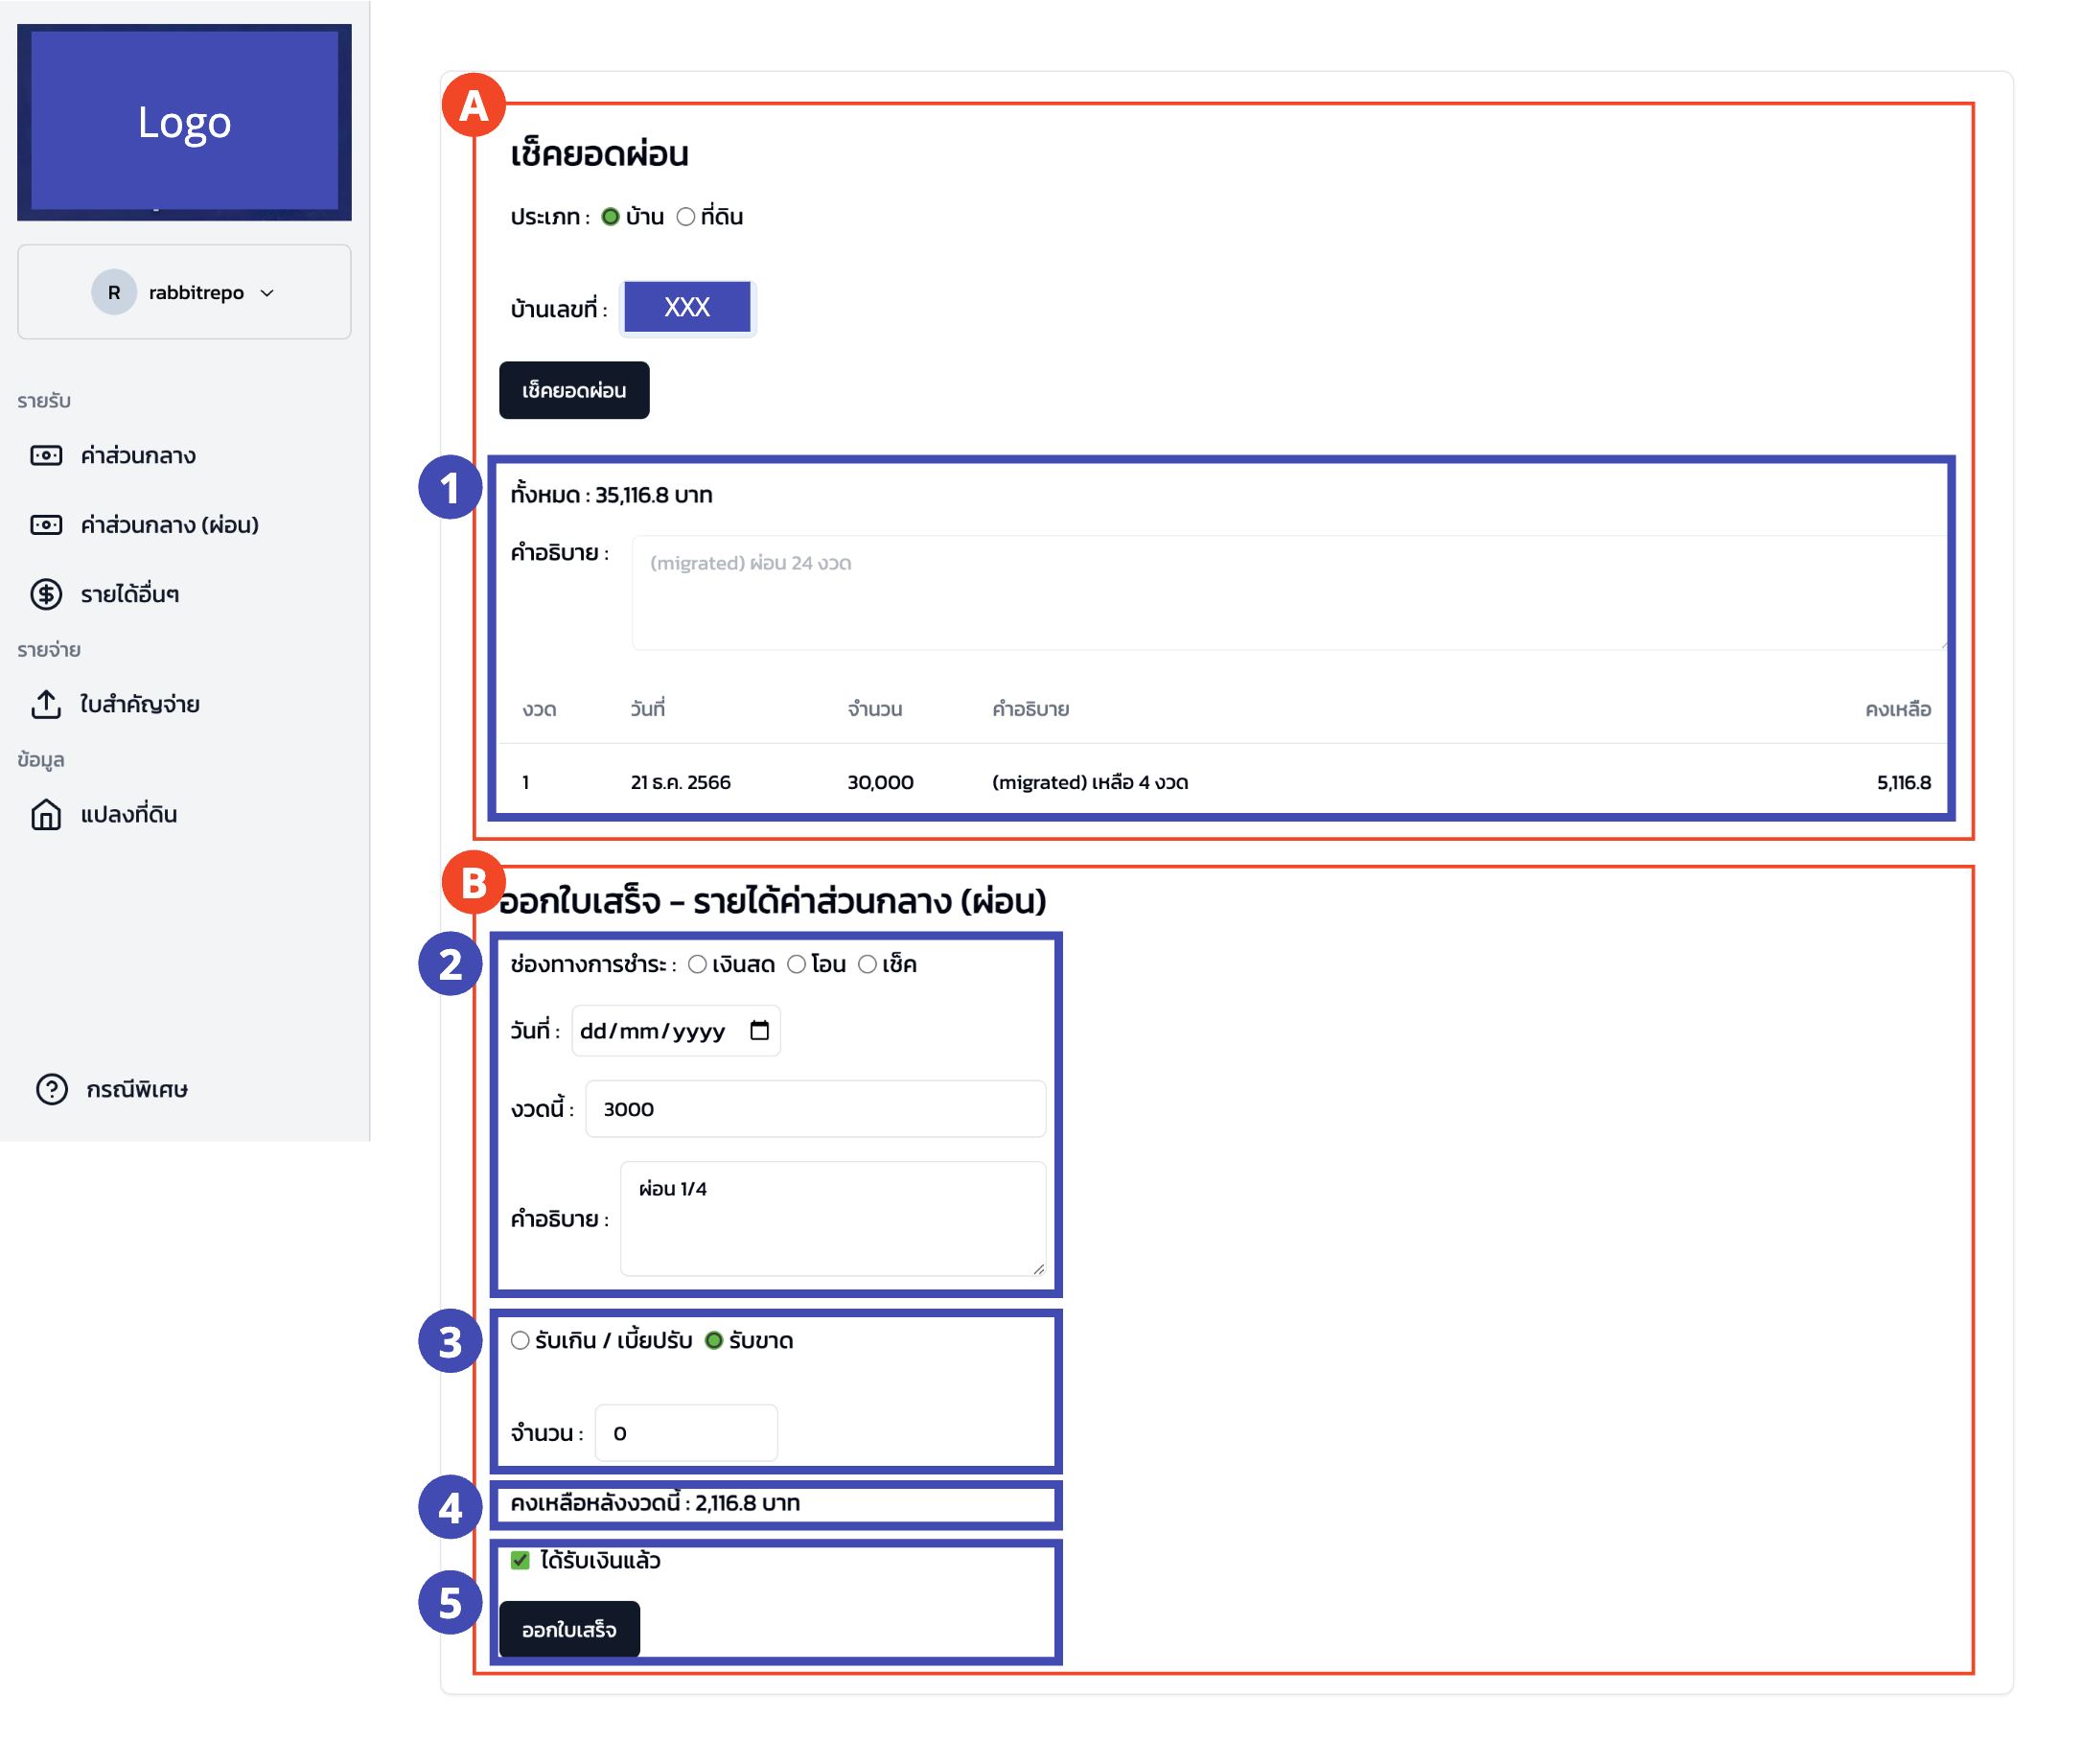 Logo
R rabbitrepo
รายรับ
ค่าส่วนกลาง
ค่าส่วนกลาง (ผ่อน)
รายได้อื่นๆ
รายจ่าย
ใบสำคัญจ่าย
ข้อมูล
แปลงที่ดิน
กรณีพิเศษ
A
เช็คยอดผ่อน
ประเภท : บ้าน ที่ดิน
บ้านเลขที่ : XXX
เช็คยอดผ่อน
1
ทั้งหมด : 35,116.8 บาท
คำอธิบาย : (migrated) ผ่อน 24 งวด
งวด วันที่ จำนวน คำอธิบาย คงเหลือ
1 21 ธ.ค. 2566 30,000 (migrated) เหลือ 4 งวด 5,116.8
B
ออกใบเสร็จ – รายได้ค่าส่วนกลาง (ผ่อน)
2
ช่องทางการชำระ : เงินสด โอน เช็ค
วันที่ : dd/mm/yyyy
งวดนี้ : 3000
คำอธิบาย : ผ่อน 1/4
3
รับเกิน / เบี้ยปรับ รับขาด
จำนวน : 0
4
คงเหลือหลังงวดนี้ : 2,116.8 บาท
5
ได้รับเงินแล้ว
ออกใบเสร็จ